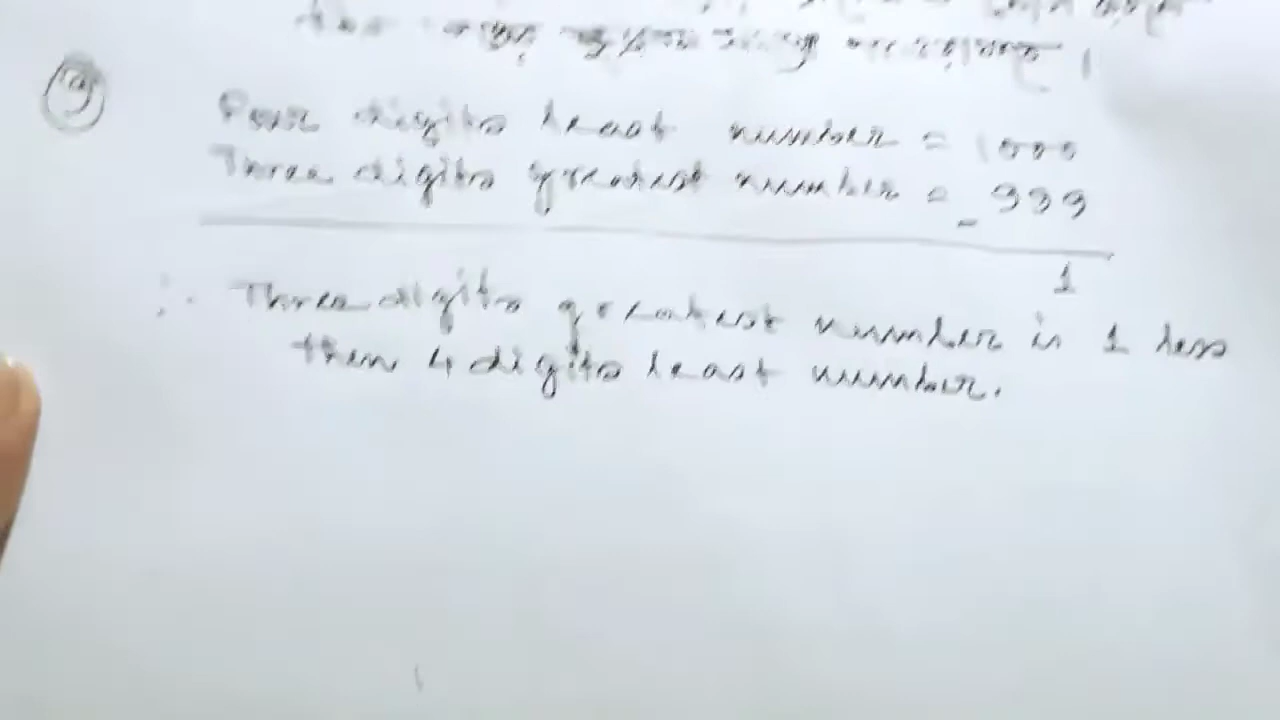 Four digits least number = 1000
Three digits greatest number = - 999
1
∴ Three digits greatest number is 1 less
then 4 digits least number.